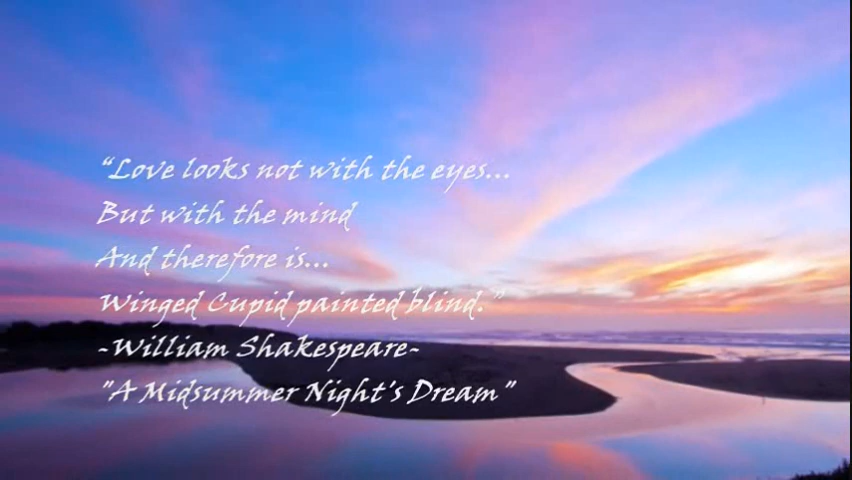 “Love looks not with the eyes...
But with the mind
And therefore is...
Winged Cupid painted blind.”
-William Shakespeare-
"A Midsummer Night's Dream"